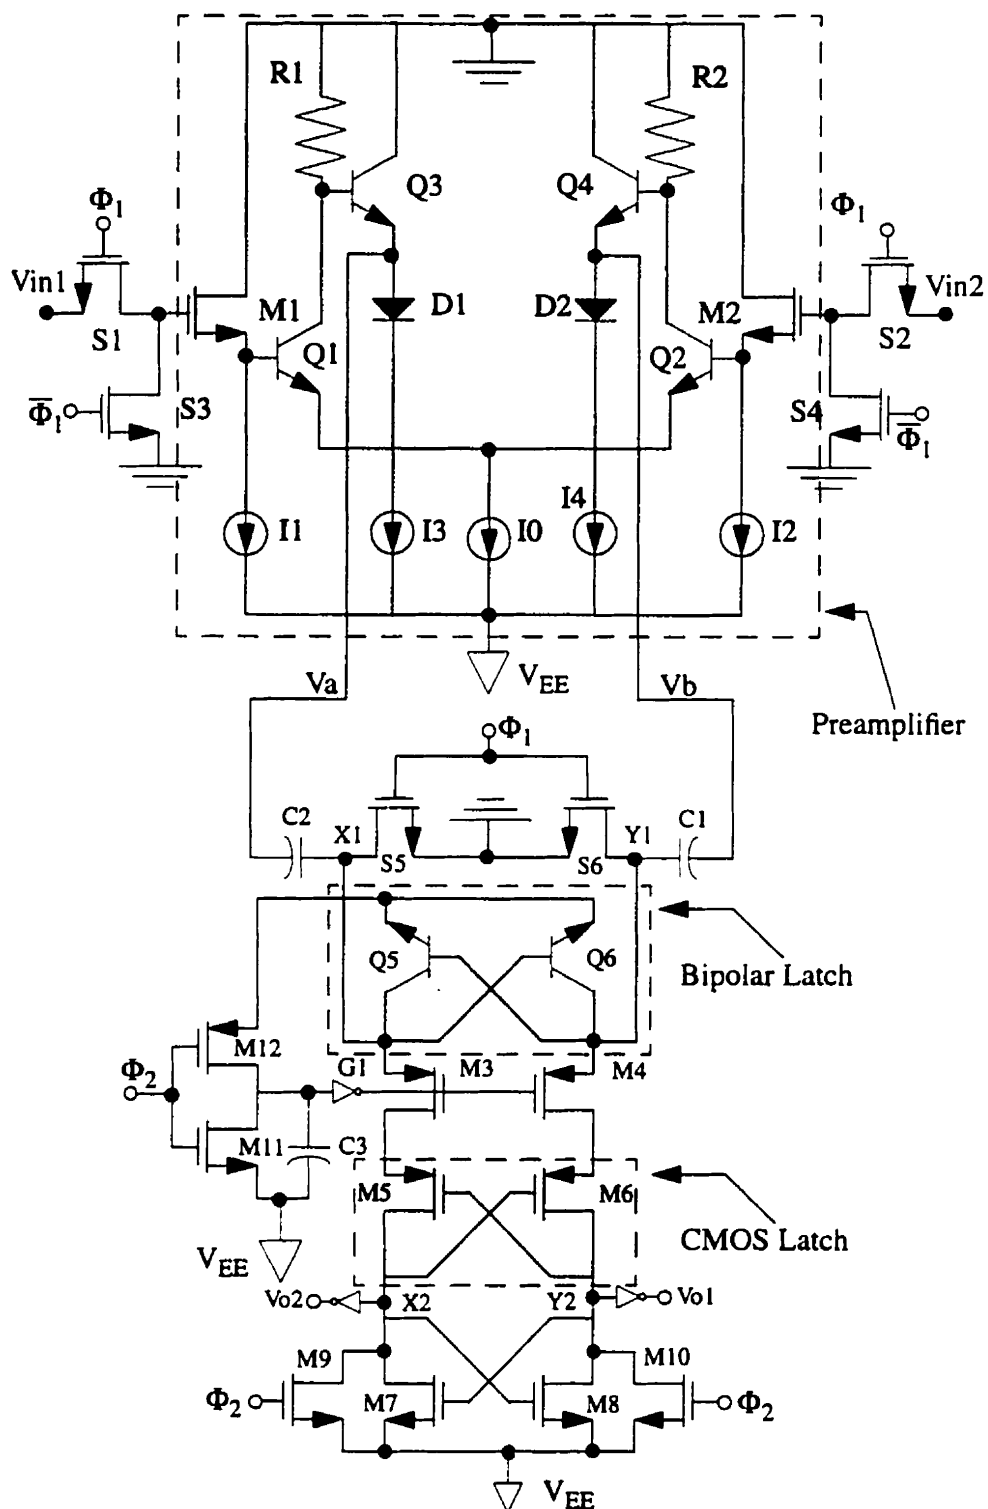 R1
R2
Φ1
Q3
Q4
Φ1
Vin1
Vin2
M1
D1
D2
M2
S1
Q1
Q2
S2
Φ̅1
S3
S4
Φ̅1
I1
I3
I0
I4
I2
VEE
Va
Vb
Preamplifier
Φ1
C2
X1
Y1
C1
S5
S6
Q5
Q6
Bipolar Latch
M12
G1
M3
M4
Φ2
M11
C3
M5
M6
CMOS Latch
VEE
Vo2
X2
Y2
Vo1
M9
M10
Φ2
M7
M8
Φ2
VEE